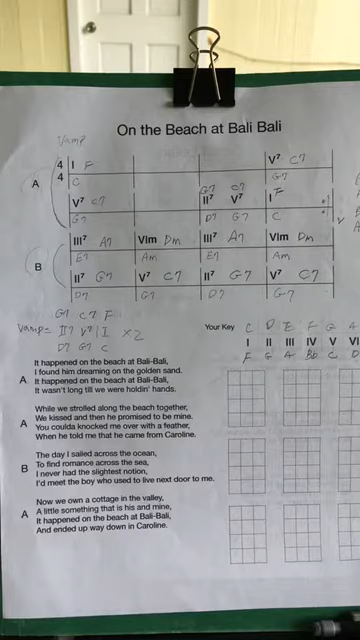 Vamp
On the Beach at Bali Bali
4 I F V7 C7
4 C G7
A
V7 C7 G7 II7 C7 V7 I F
G7 D7 G7 C
III7 A7 VIm Dm III7 A7 VIm Dm
E7 Am E7 Am
B
II7 G7 V7 C7 II7 G7 V7 C7
D7 G7 D7 G7
G7 C7 F
Vamp = II7 V7 | I x2
D7 G7 C
Your Key C D E F G A
I II III IV V VI
F G A Bb C D
It happened on the beach at Bali-Bali,
I found him dreaming on the golden sand.
A It happened on the beach at Bali-Bali,
It wasn't long till we were holdin' hands.
While we strolled along the beach together,
We kissed and then he promised to be mine.
A You coulda knocked me over with a feather,
When he told me that he came from Caroline.
The day I sailed across the ocean,
B To find romance across the sea,
I never had the slightest notion,
I'd meet the boy who used to live next door to me.
Now we own a cottage in the valley,
A A little something that is his and mine,
It happened on the beach at Bali-Bali,
And ended up way down in Caroline.